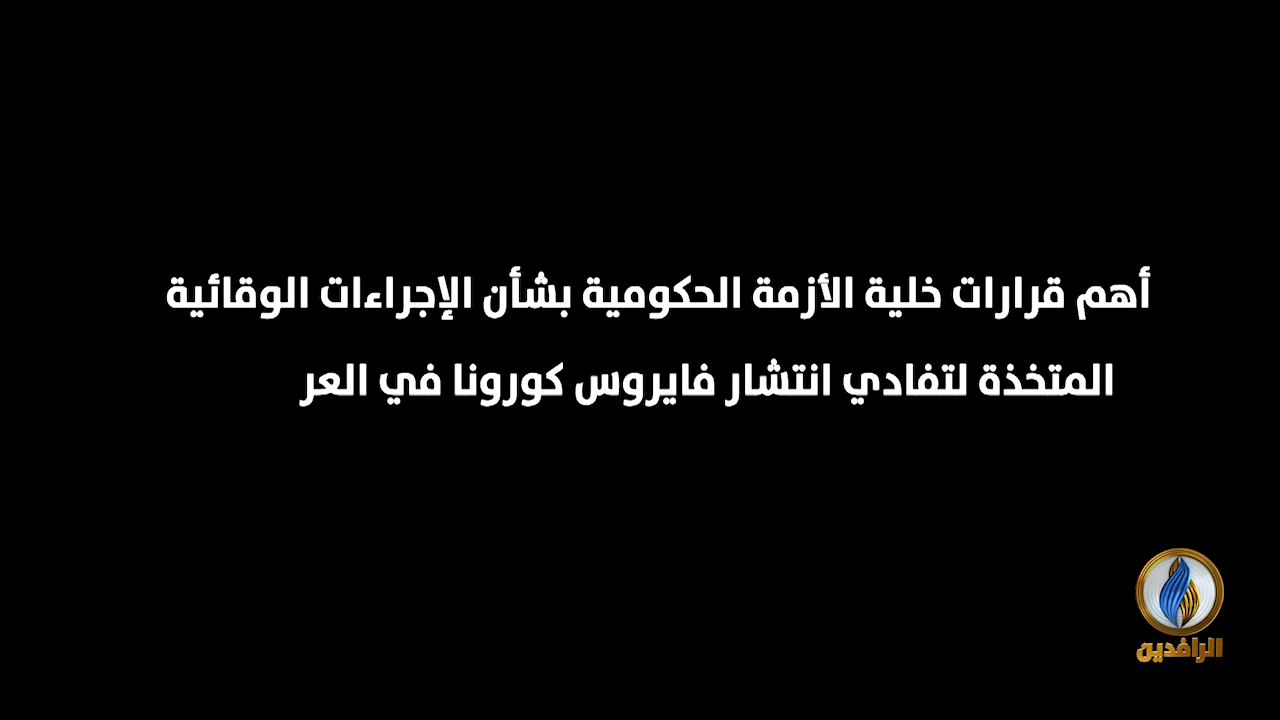 أهم قرارات خلية الأزمة الحكومية بشأن الإجراءات الوقائية
المتخذة لتفادي انتشار فايروس كورونا في العر
الرافدين